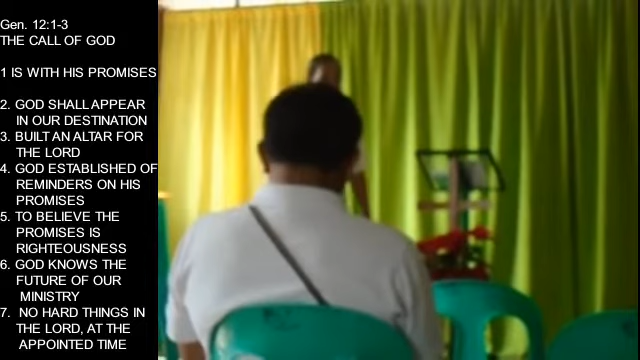 Gen. 12:1-3
THE CALL OF GOD
1 IS WITH HIS PROMISES
2. GOD SHALL APPEAR
IN OUR DESTINATION
3. BUILT AN ALTAR FOR
THE LORD
4. GOD ESTABLISHED OF
REMINDERS ON HIS
PROMISES
5. TO BELIEVE THE
PROMISES IS
RIGHTEOUSNESS
6. GOD KNOWS THE
FUTURE OF OUR
MINISTRY
7. NO HARD THINGS IN
THE LORD, AT THE
APPOINTED TIME